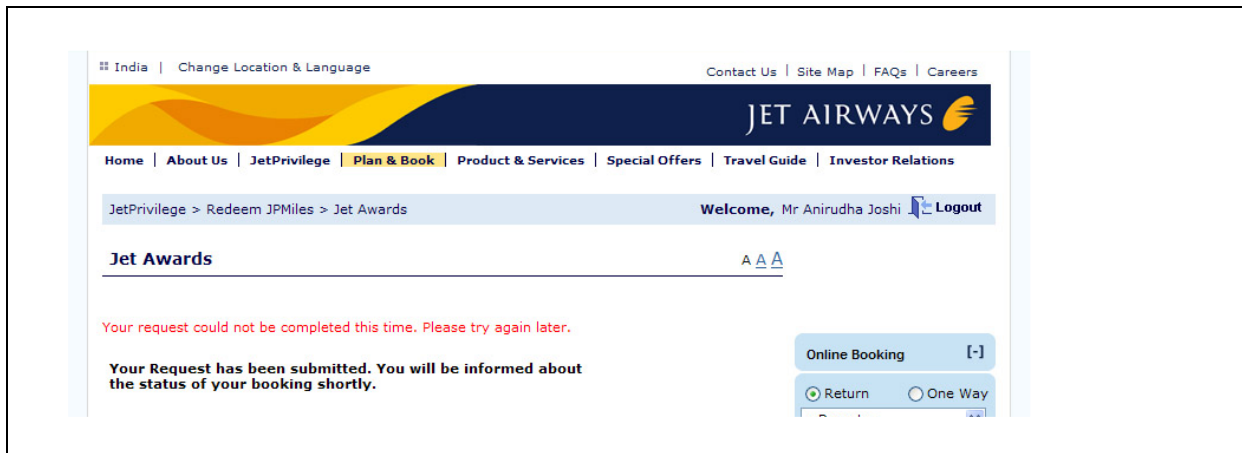 India | Change Location & Language
Contact Us | Site Map | FAQs | Careers
JET AIRWAYS
Home | About Us | JetPrivilege | Plan & Book | Product & Services | Special Offers | Travel Guide | Investor Relations
JetPrivilege > Redeem JPMiles > Jet Awards
Welcome, Mr Anirudha Joshi Logout
Jet Awards
A A A
Your request could not be completed this time. Please try again later.
Your Request has been submitted. You will be informed about
the status of your booking shortly.
Online Booking [-]
Return One Way